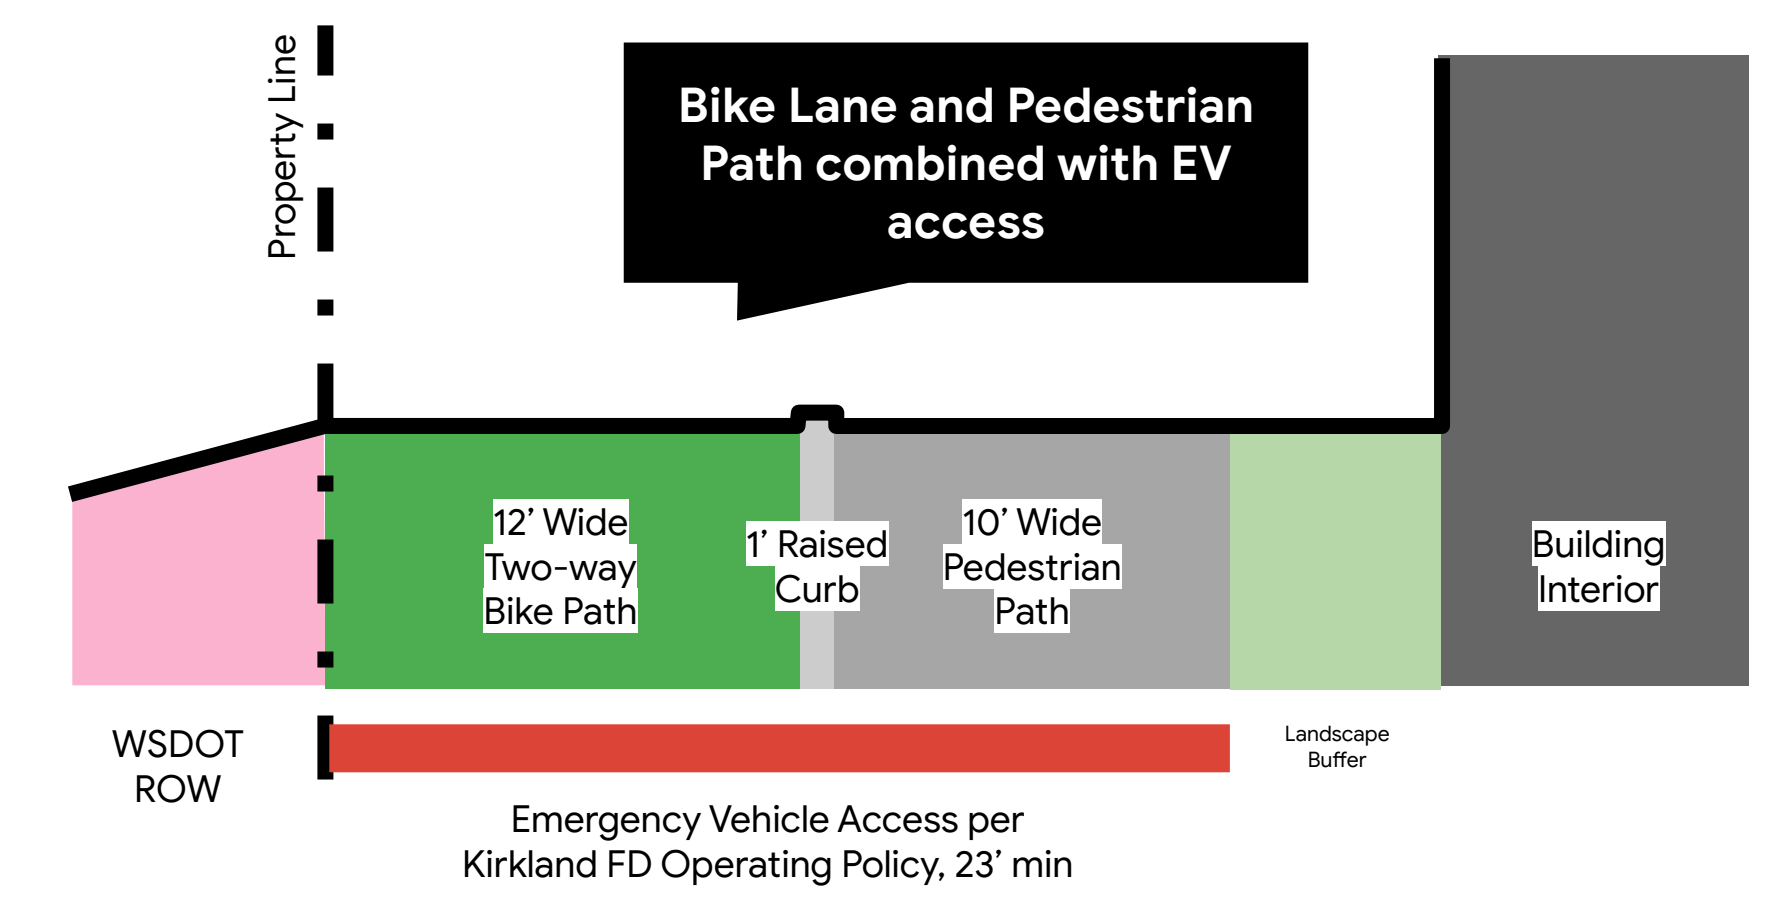 Property Line
Bike Lane and Pedestrian
Path combined with EV
access
12’ Wide
Two-way
Bike Path
1’ Raised
Curb
10’ Wide
Pedestrian
Path
Building
Interior
WSDOT
ROW
Landscape
Buffer
Emergency Vehicle Access per
Kirkland FD Operating Policy, 23’ min